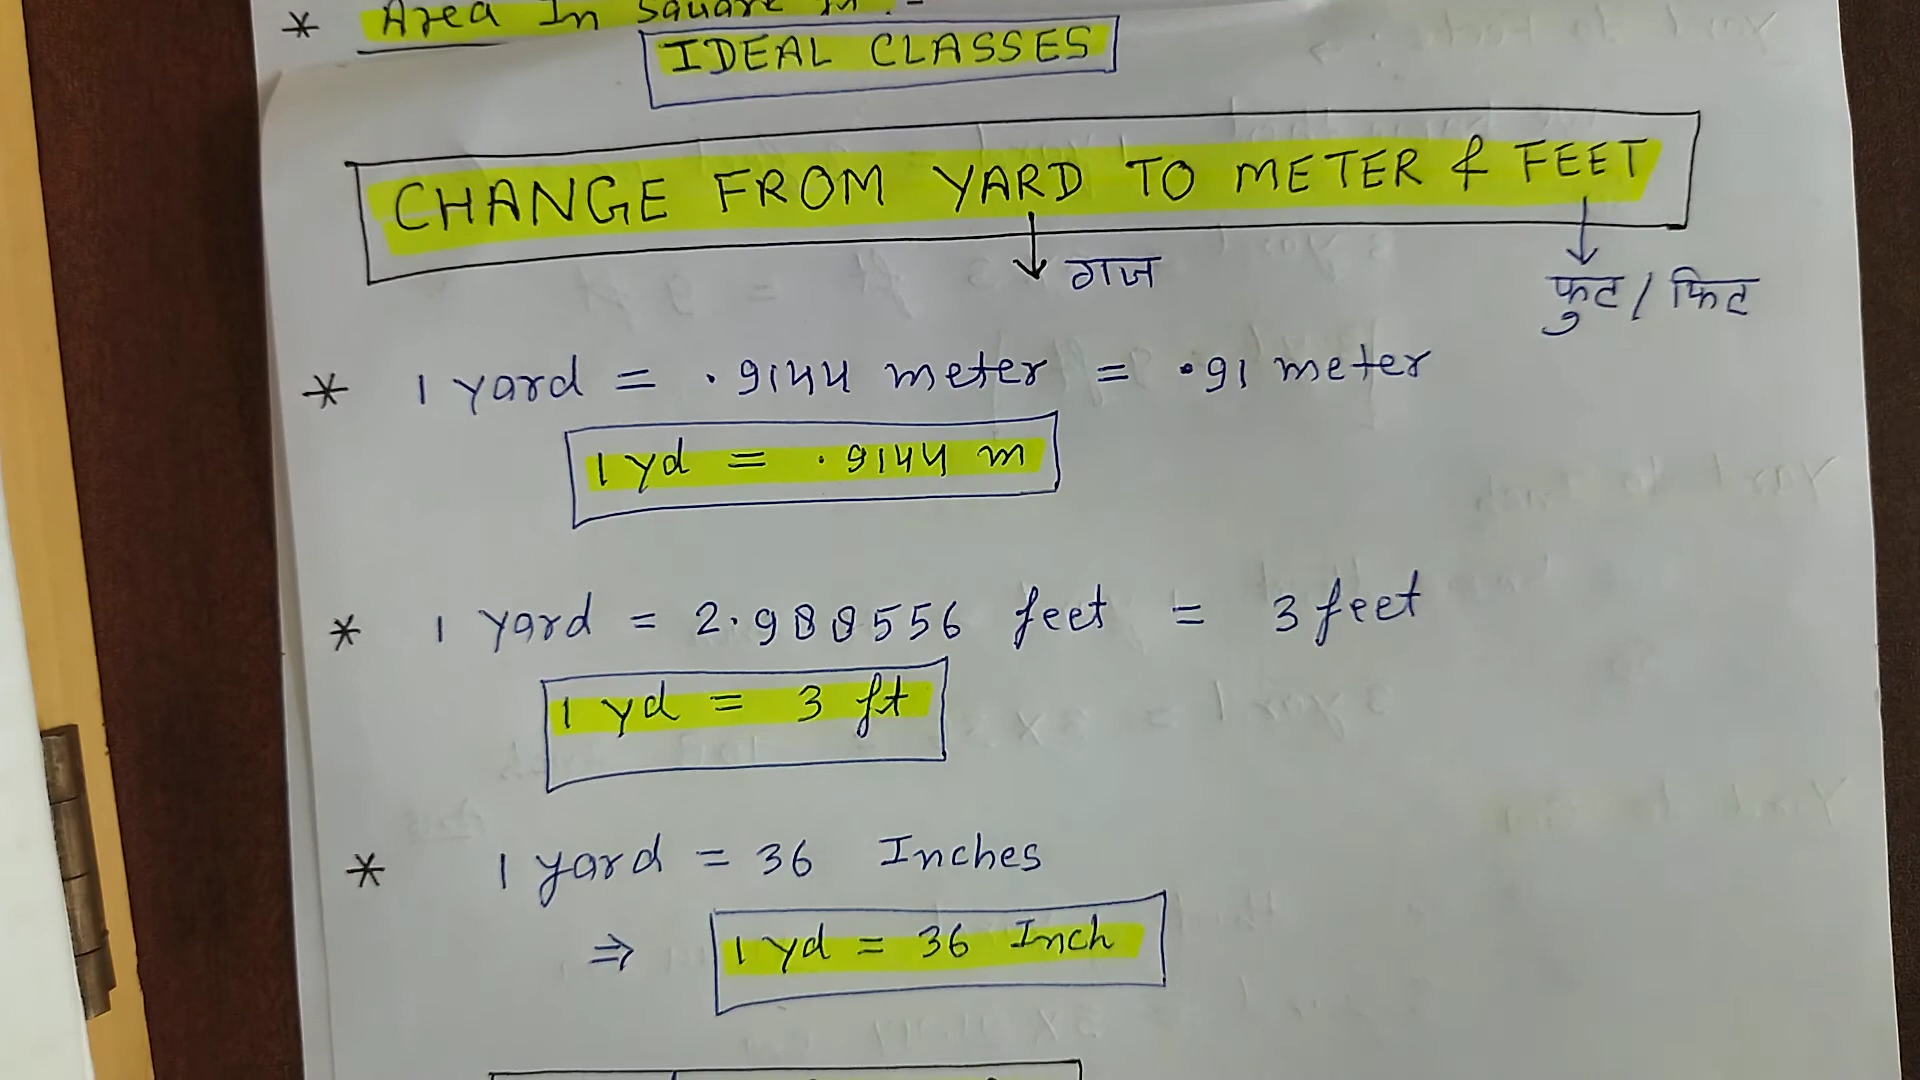 * Area In Square
IDEAL CLASSES
CHANGE FROM YARD TO METER & FEET
गज
फुट / फिट
* 1 yard = .9144 meter = .91 meter
1 yd = .9144 m
* 1 yard = 2.988556 feet = 3 feet
1 yd = 3 ft
* 1 yard = 36 Inches
⇒ 1 yd = 36 Inch